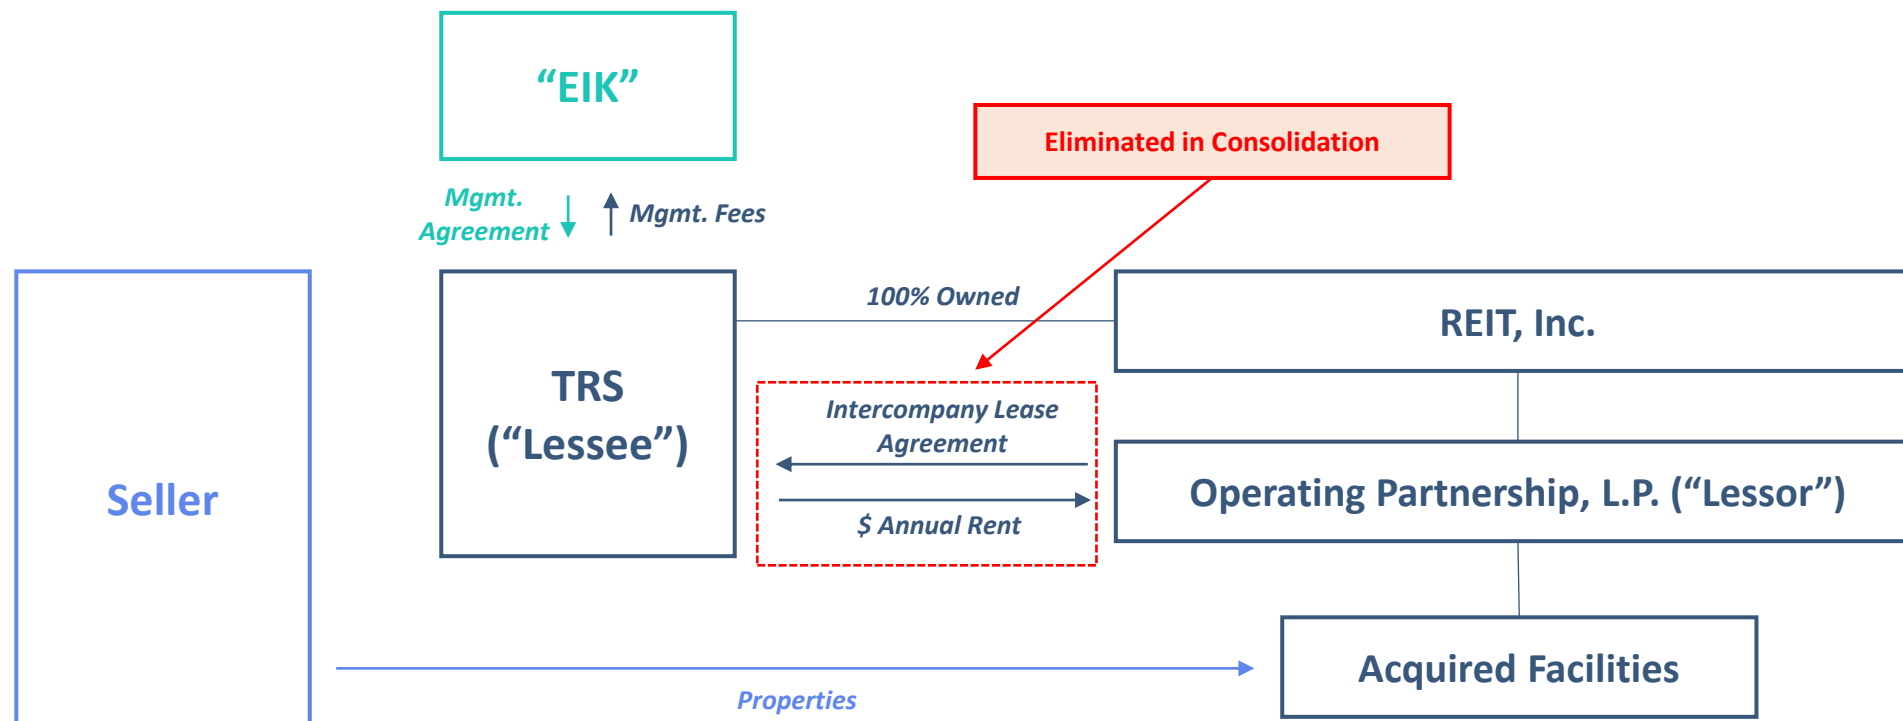 “EIK”
Eliminated in Consolidation
Mgmt.
Agreement
Mgmt. Fees
100% Owned
REIT, Inc.
TRS
(“Lessee”)
Intercompany Lease
Agreement
$ Annual Rent
Operating Partnership, L.P. (“Lessor”)
Seller
Acquired Facilities
Properties